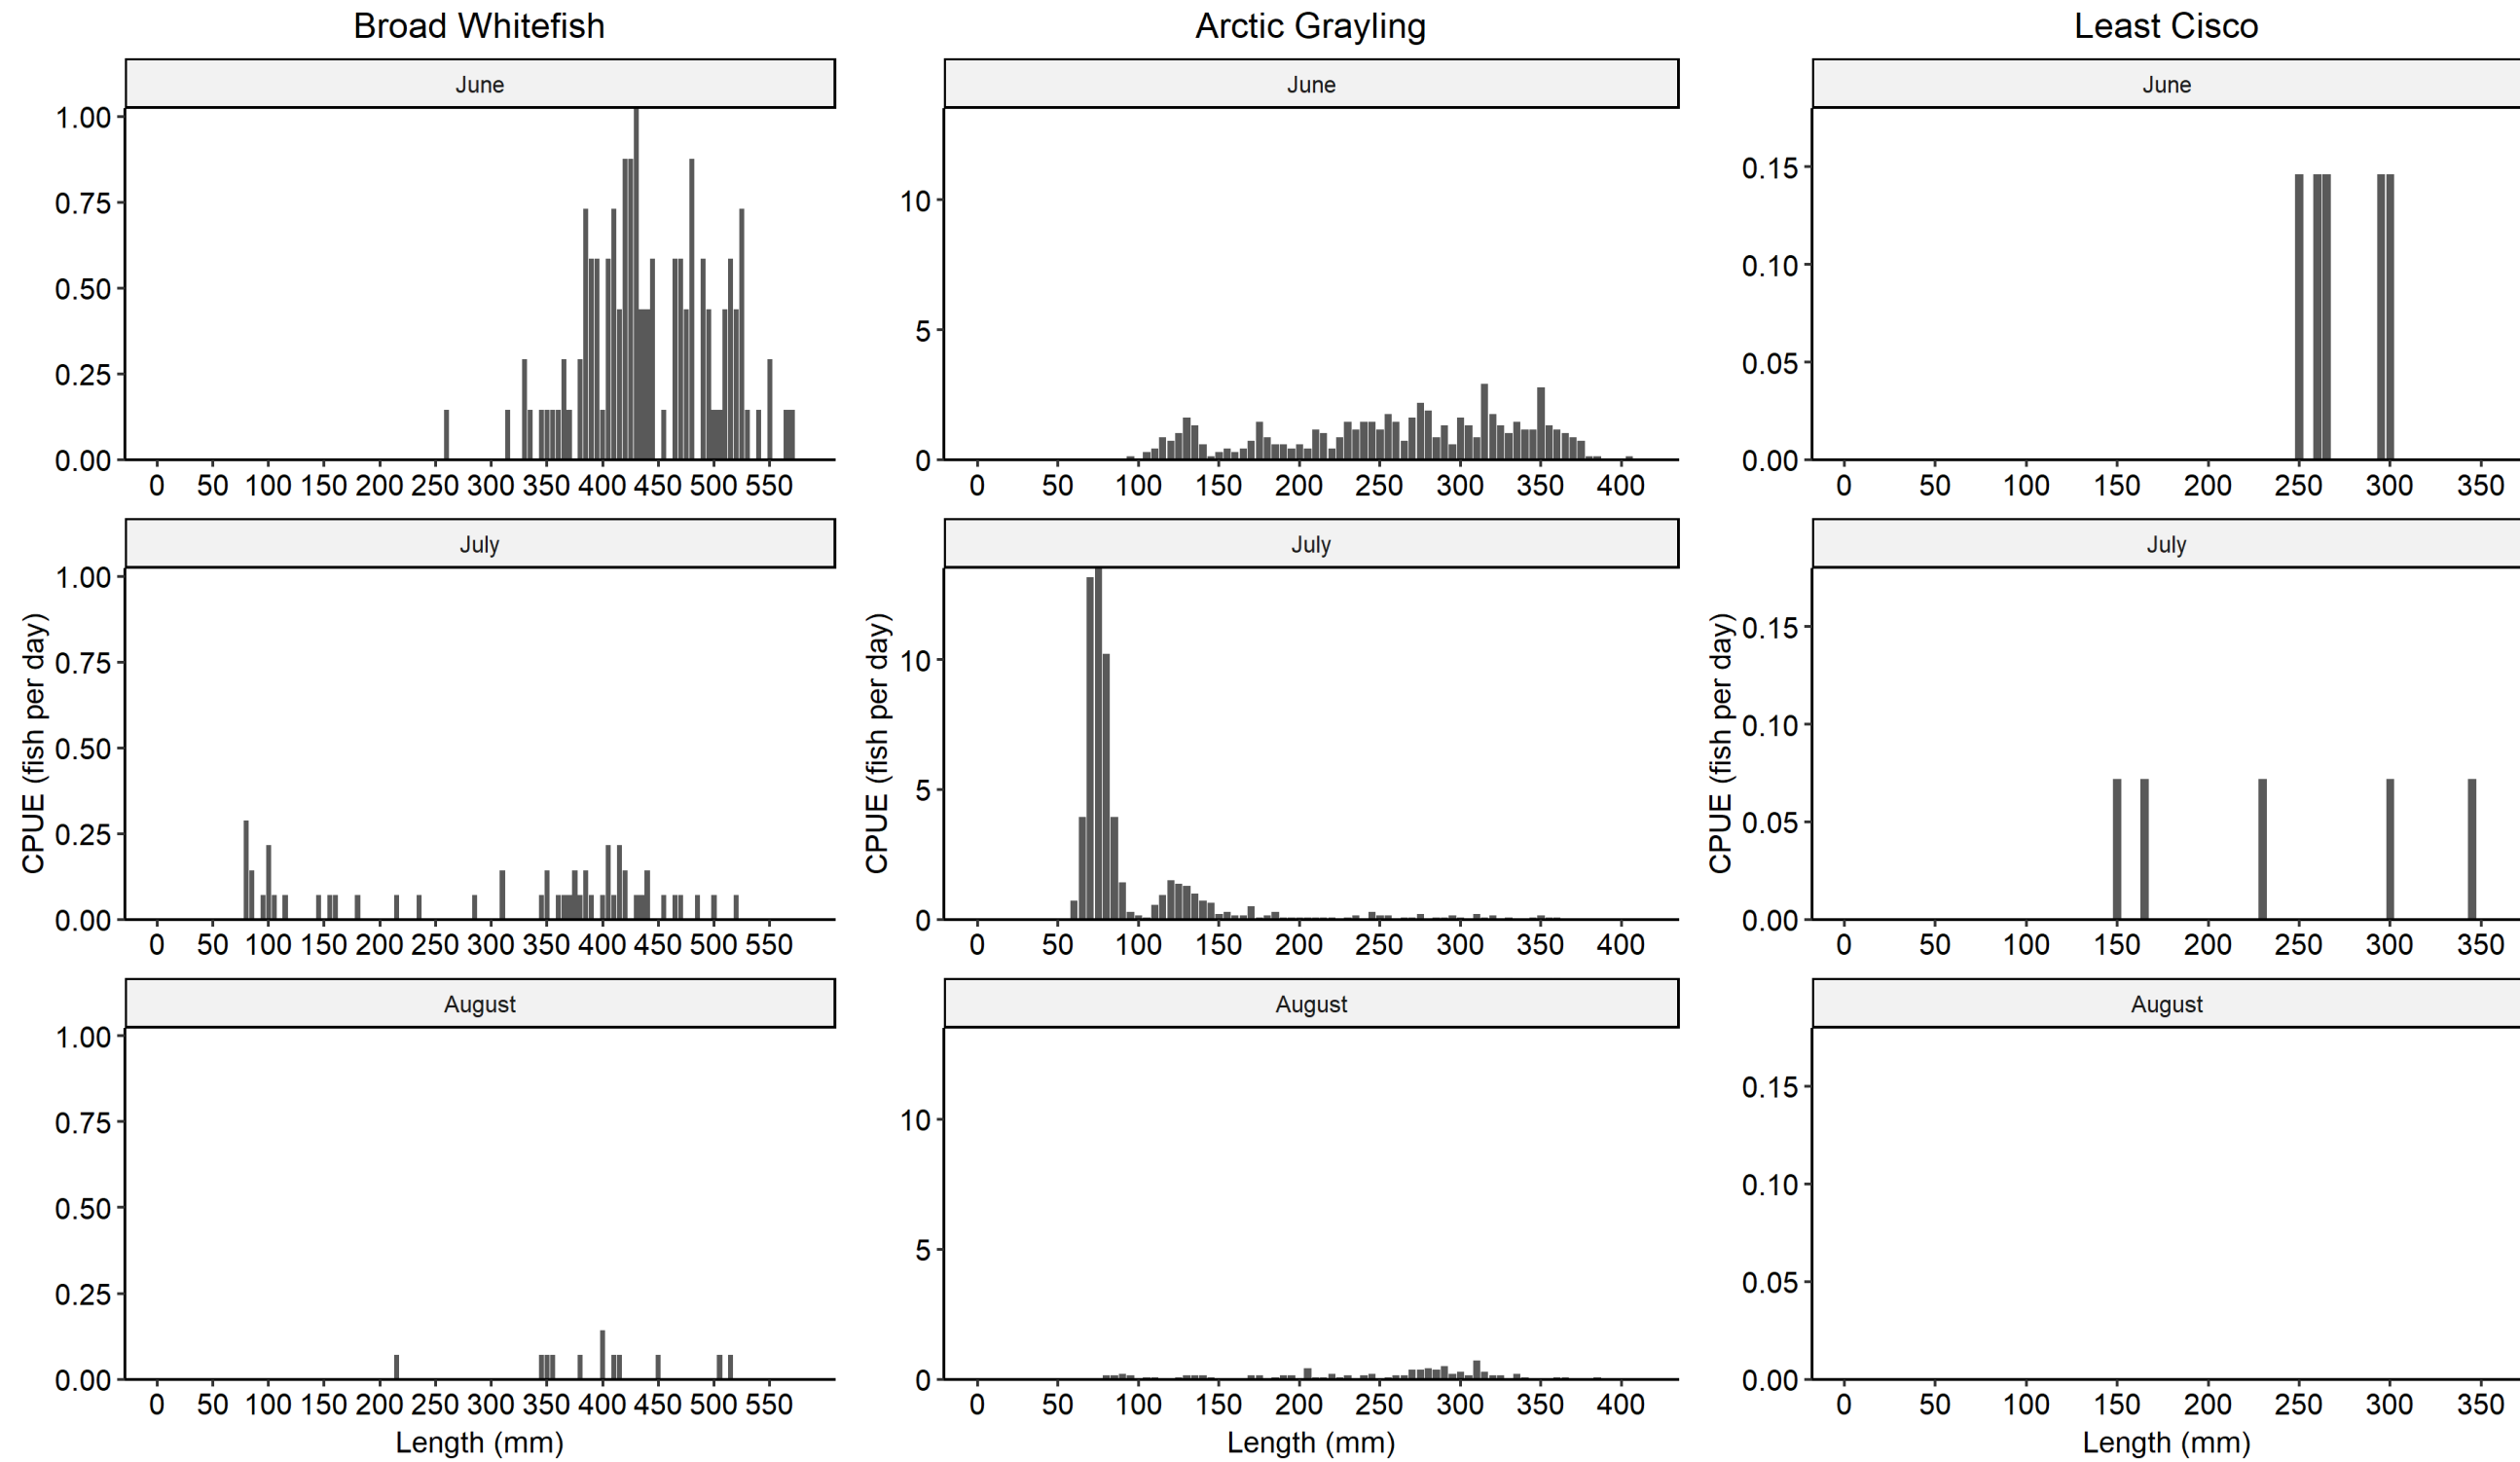 Broad Whitefish Arctic Grayling Least Cisco
June June June
1.00
0.75
0.50
0.25
0.00
0 50 100 150 200 250 300 350 400 450 500 550
10
5
0
0 50 100 150 200 250 300 350 400
0.15
0.10
0.05
0.00
0 50 100 150 200 250 300 350
July July July
CPUE (fish per day)
1.00
0.75
0.50
0.25
0.00
0 50 100 150 200 250 300 350 400 450 500 550
CPUE (fish per day)
10
5
0
0 50 100 150 200 250 300 350 400
CPUE (fish per day)
0.15
0.10
0.05
0.00
0 50 100 150 200 250 300 350
August August August
1.00
0.75
0.50
0.25
0.00
0 50 100 150 200 250 300 350 400 450 500 550
Length (mm)
10
5
0
0 50 100 150 200 250 300 350 400
Length (mm)
0.15
0.10
0.05
0.00
0 50 100 150 200 250 300 350
Length (mm)